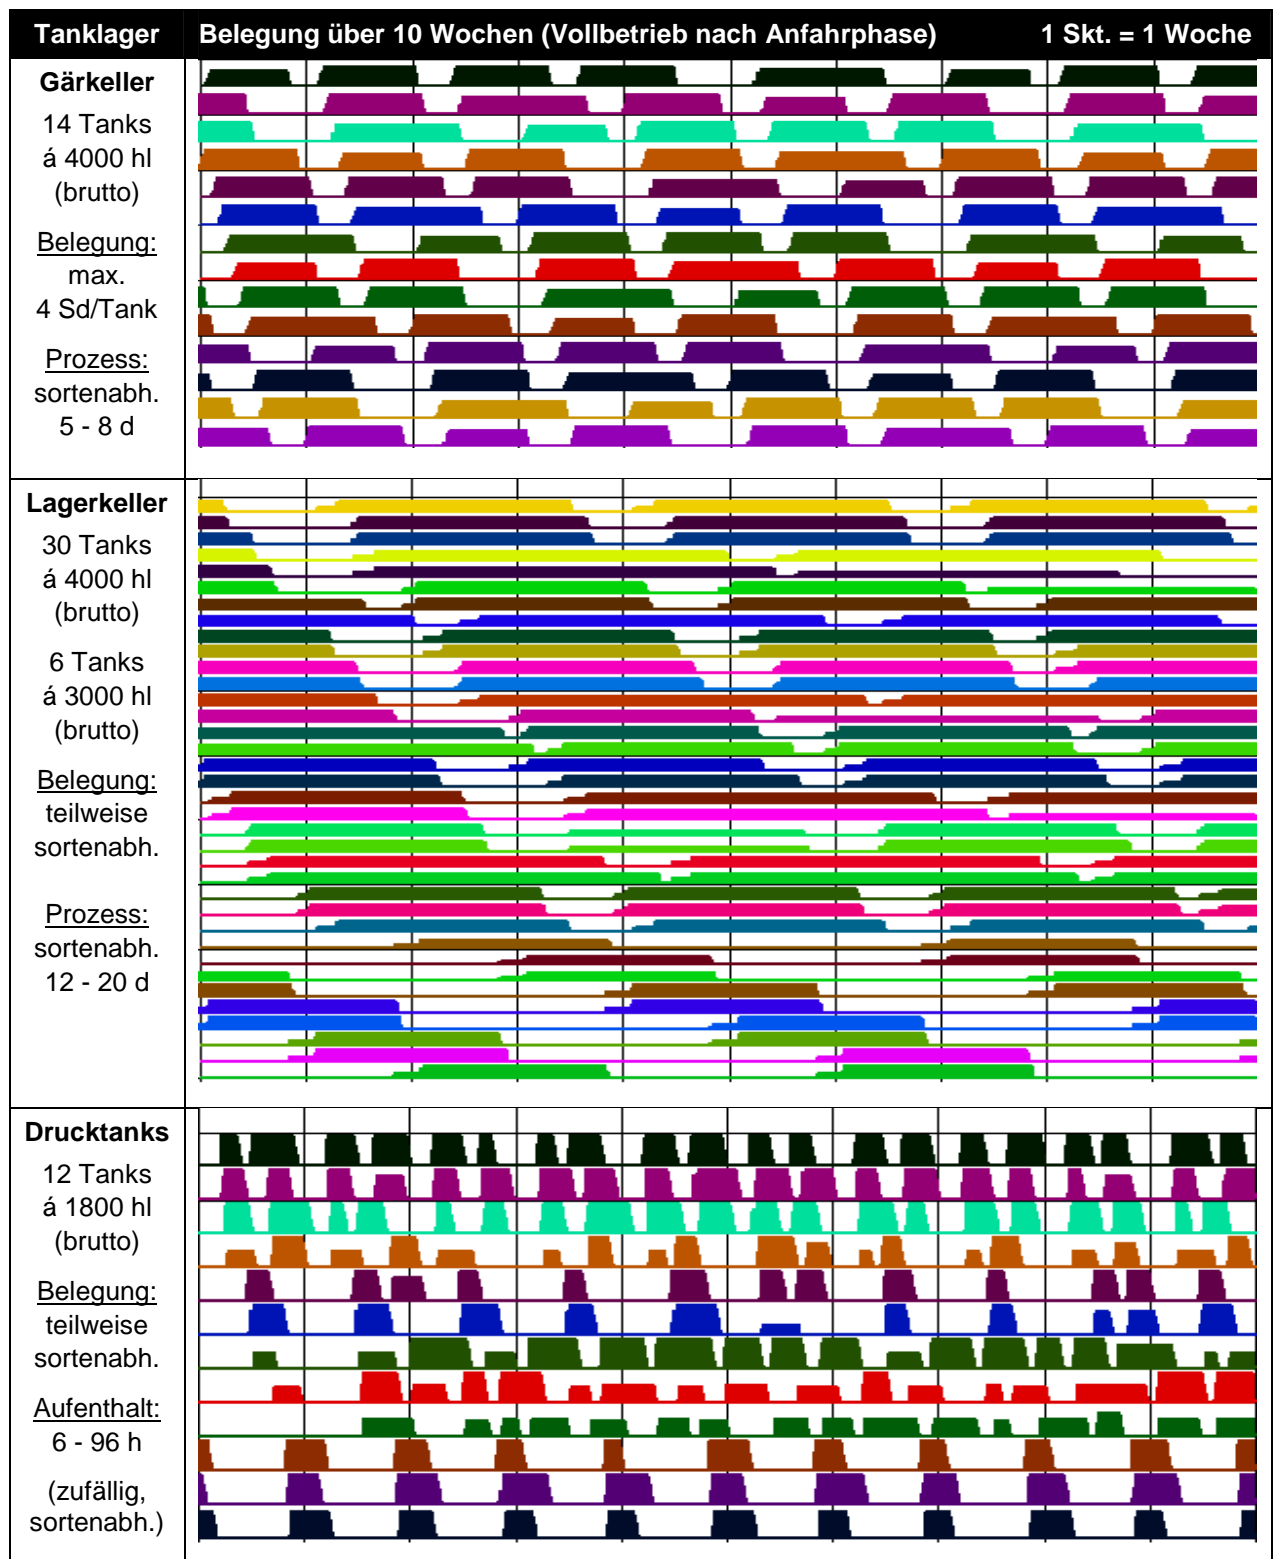 Tanklager Belegung über 10 Wochen (Vollbetrieb nach Anfahrphase) 1 Skt. = 1 Woche
Gärkeller
14 Tanks
á 4000 hl
(brutto)
Belegung:
max.
4 Sd/Tank
Prozess:
sortenabh.
5 - 8 d
Lagerkeller
30 Tanks
á 4000 hl
(brutto)
6 Tanks
á 3000 hl
(brutto)
Belegung:
teilweise
sortenabh.
Prozess:
sortenabh.
12 - 20 d
Drucktanks
12 Tanks
á 1800 hl
(brutto)
Belegung:
teilweise
sortenabh.
Aufenthalt:
6 - 96 h
(zufällig,
sortenabh.)